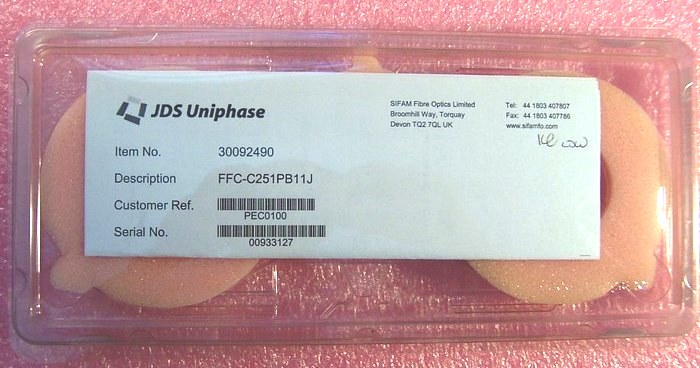 JDS Uniphase
SIFAM Fibre Optics Limited
Broomhill Way, Torquay
Devon TQ2 7QL UK
Tel: 44 1803 407807
Fax: 44 1803 407786
www.sifamfo.com
Item No. 30092490
Description FFC-C251PB11J
Customer Ref.
PEC0100
Serial No.
00933127